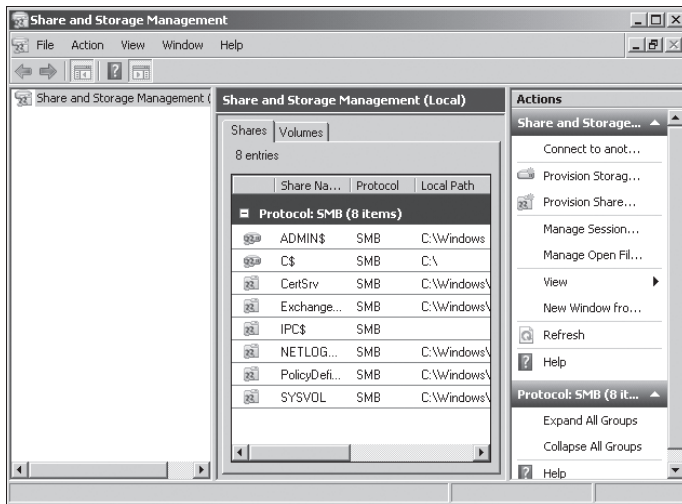 Share and Storage Management
File Action View Window Help
Share and Storage Management (
Share and Storage Management (Local)
Shares Volumes
8 entries
Share Na... Protocol Local Path
Protocol: SMB (8 items)
ADMIN$ SMB C:\Windows
C$ SMB C:\
CertSrv SMB C:\Windows\
Exchange... SMB C:\Windows\
IPC$ SMB
NETLOG... SMB C:\Windows\
PolicyDefi... SMB C:\Windows\
SYSVOL SMB C:\Windows\
Actions
Share and Storage...
Connect to anot...
Provision Storag...
Provision Share...
Manage Session...
Manage Open Fil...
View
New Window fro...
Refresh
Help
Protocol: SMB (8 it...
Expand All Groups
Collapse All Groups
Help